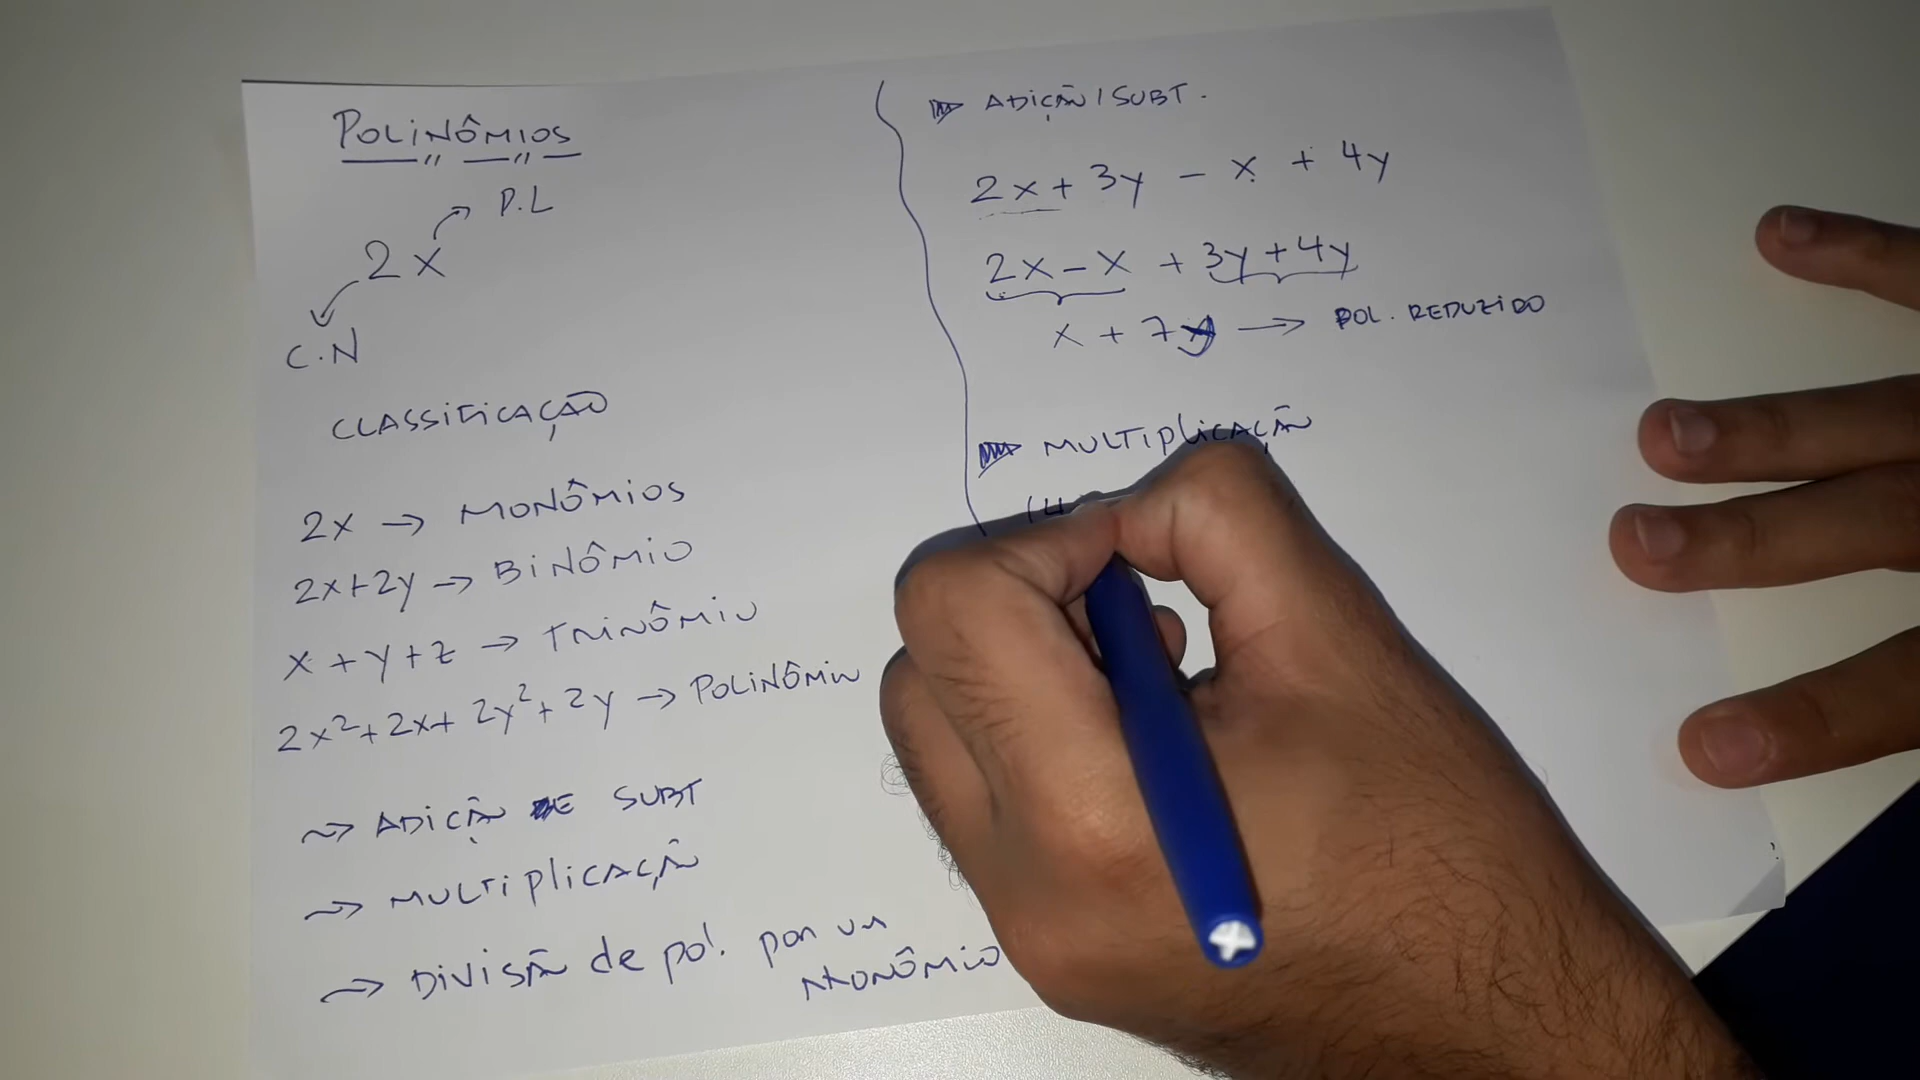 POLINÔMIOS
P.L
2x
C.N
CLASSIFICAÇÃO
2x → MONÔMIOS
2x+2y → BINÔMIO
x+y+z → TRINÔMIO
2x²+2x+2y²+2y → POLINÔMIO
~> ADIÇÃO E SUBT
~> MULTIPLICAÇÃO
~> DIVISÃO de pol. por um
MONÔMIO
ADIÇÃO/SUBT.
2x+3y-x+4y
2x-x+3y+4y
x+7y → POL. REDUZIDO
MULTIPLICAÇÃO
(4